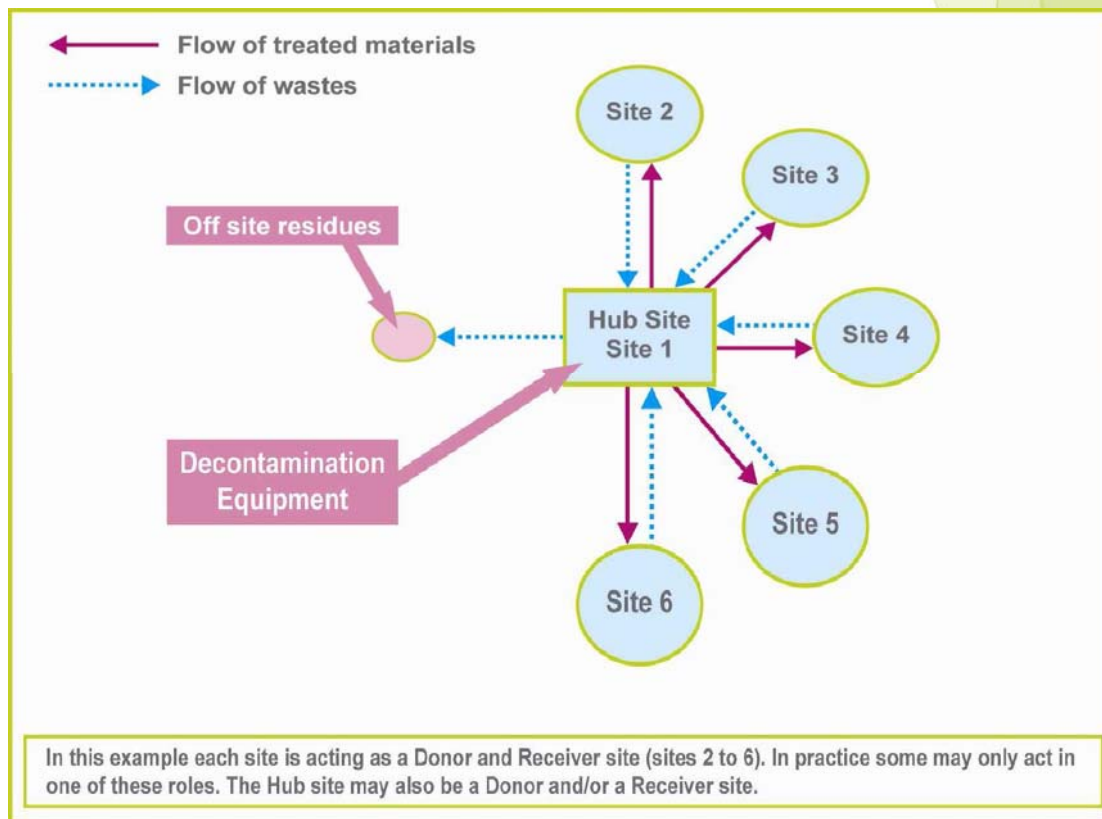 Flow of treated materials
Flow of wastes
Site 2
Site 3
Off site residues
Hub Site
Site 1
Site 4
Decontamination
Equipment
Site 5
Site 6
In this example each site is acting as a Donor and Receiver site (sites 2 to 6). In practice some may only act in
one of these roles. The Hub site may also be a Donor and/or a Receiver site.